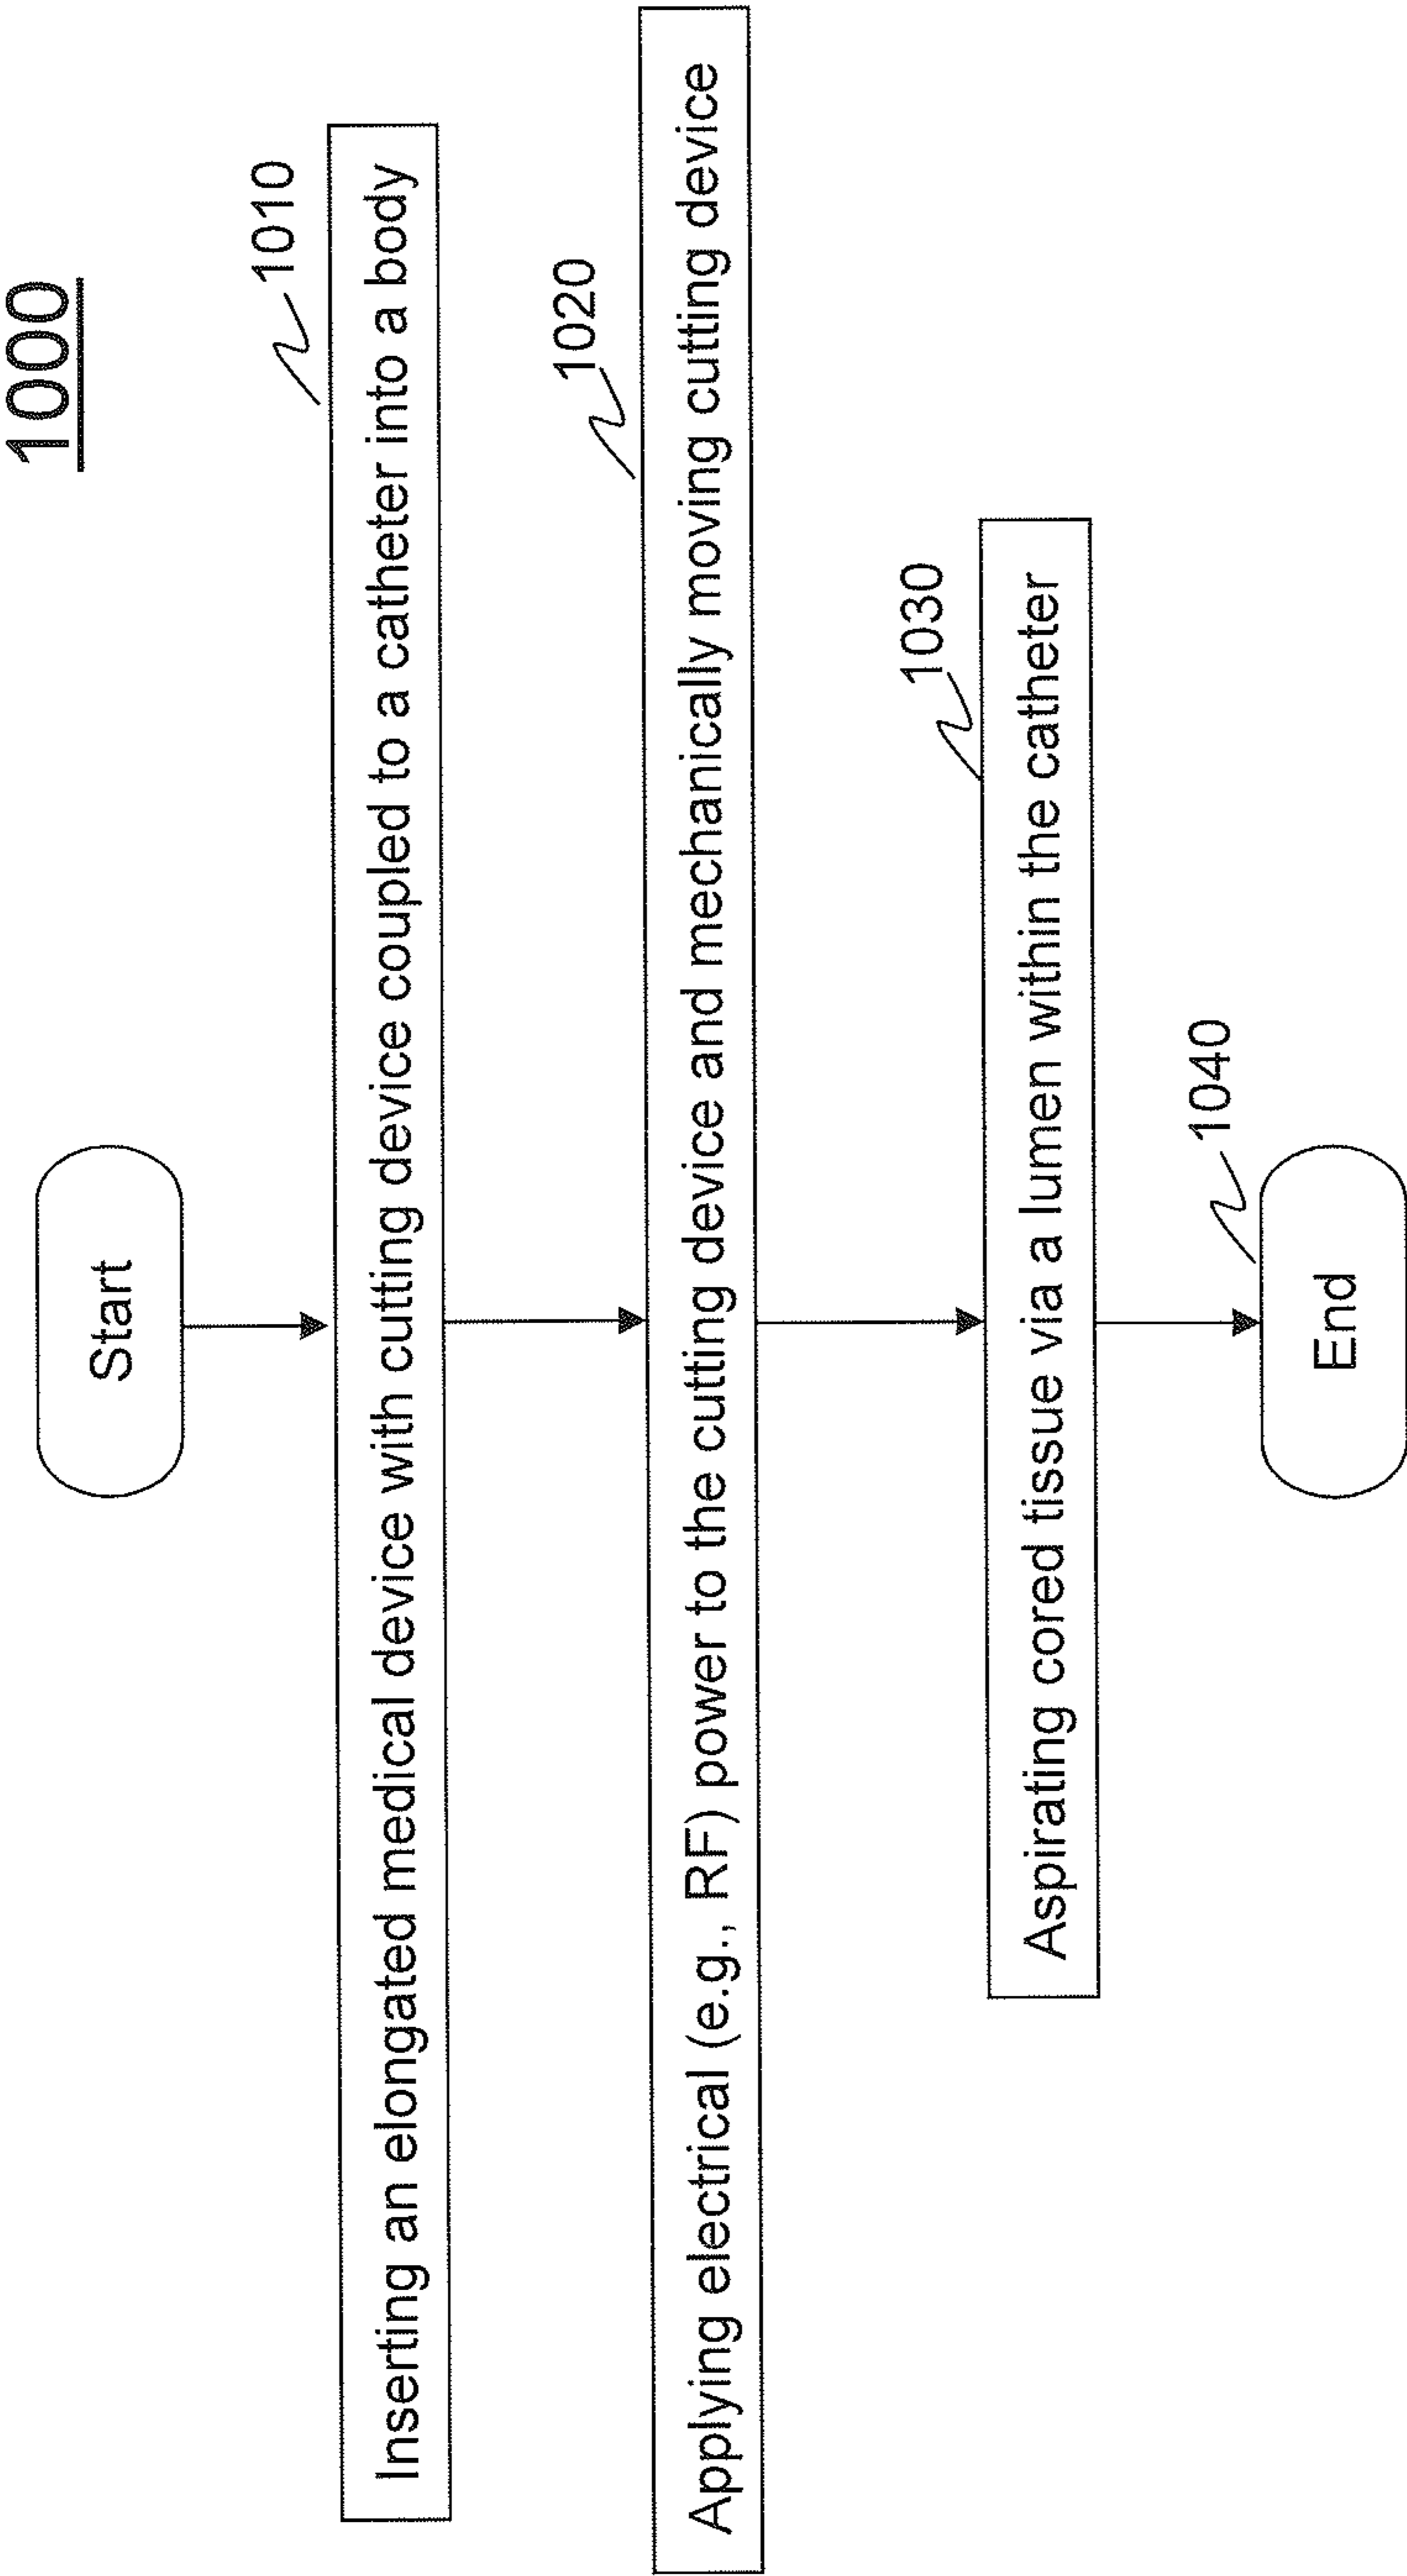 1000
Start
1010
Inserting an elongated medical device with cutting device coupled to a catheter into a body
1020
Applying electrical (e.g., RF) power to the cutting device and mechanically moving cutting device
1030
Aspirating cored tissue via a lumen within the catheter
1040
End